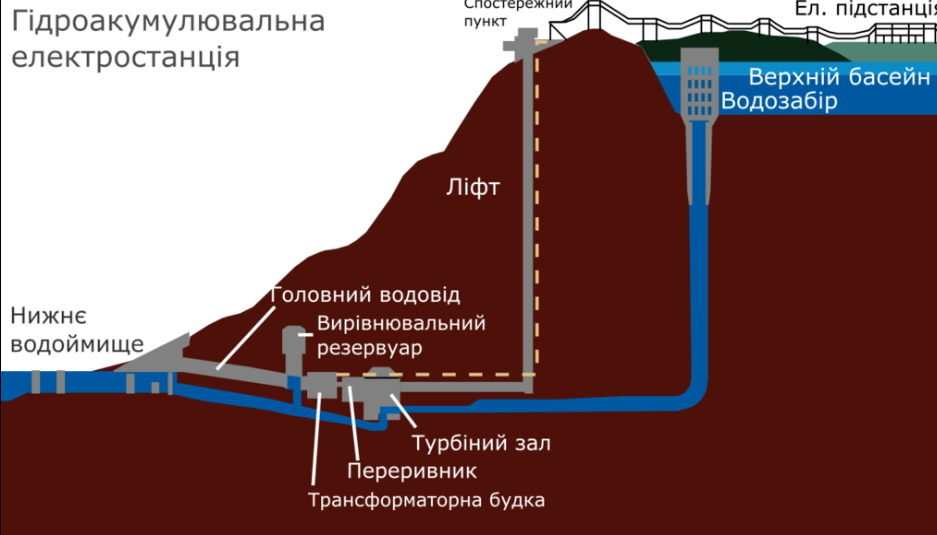 Гідроакумулювальна
електростанція
Спостережний
пункт
Ел. підстанція
Верхній басейн
Водозабір
Ліфт
Головний водовід
Вирівнювальний
резервуар
Нижнє
водоймище
Турбіний зал
Переривник
Трансформаторна будка